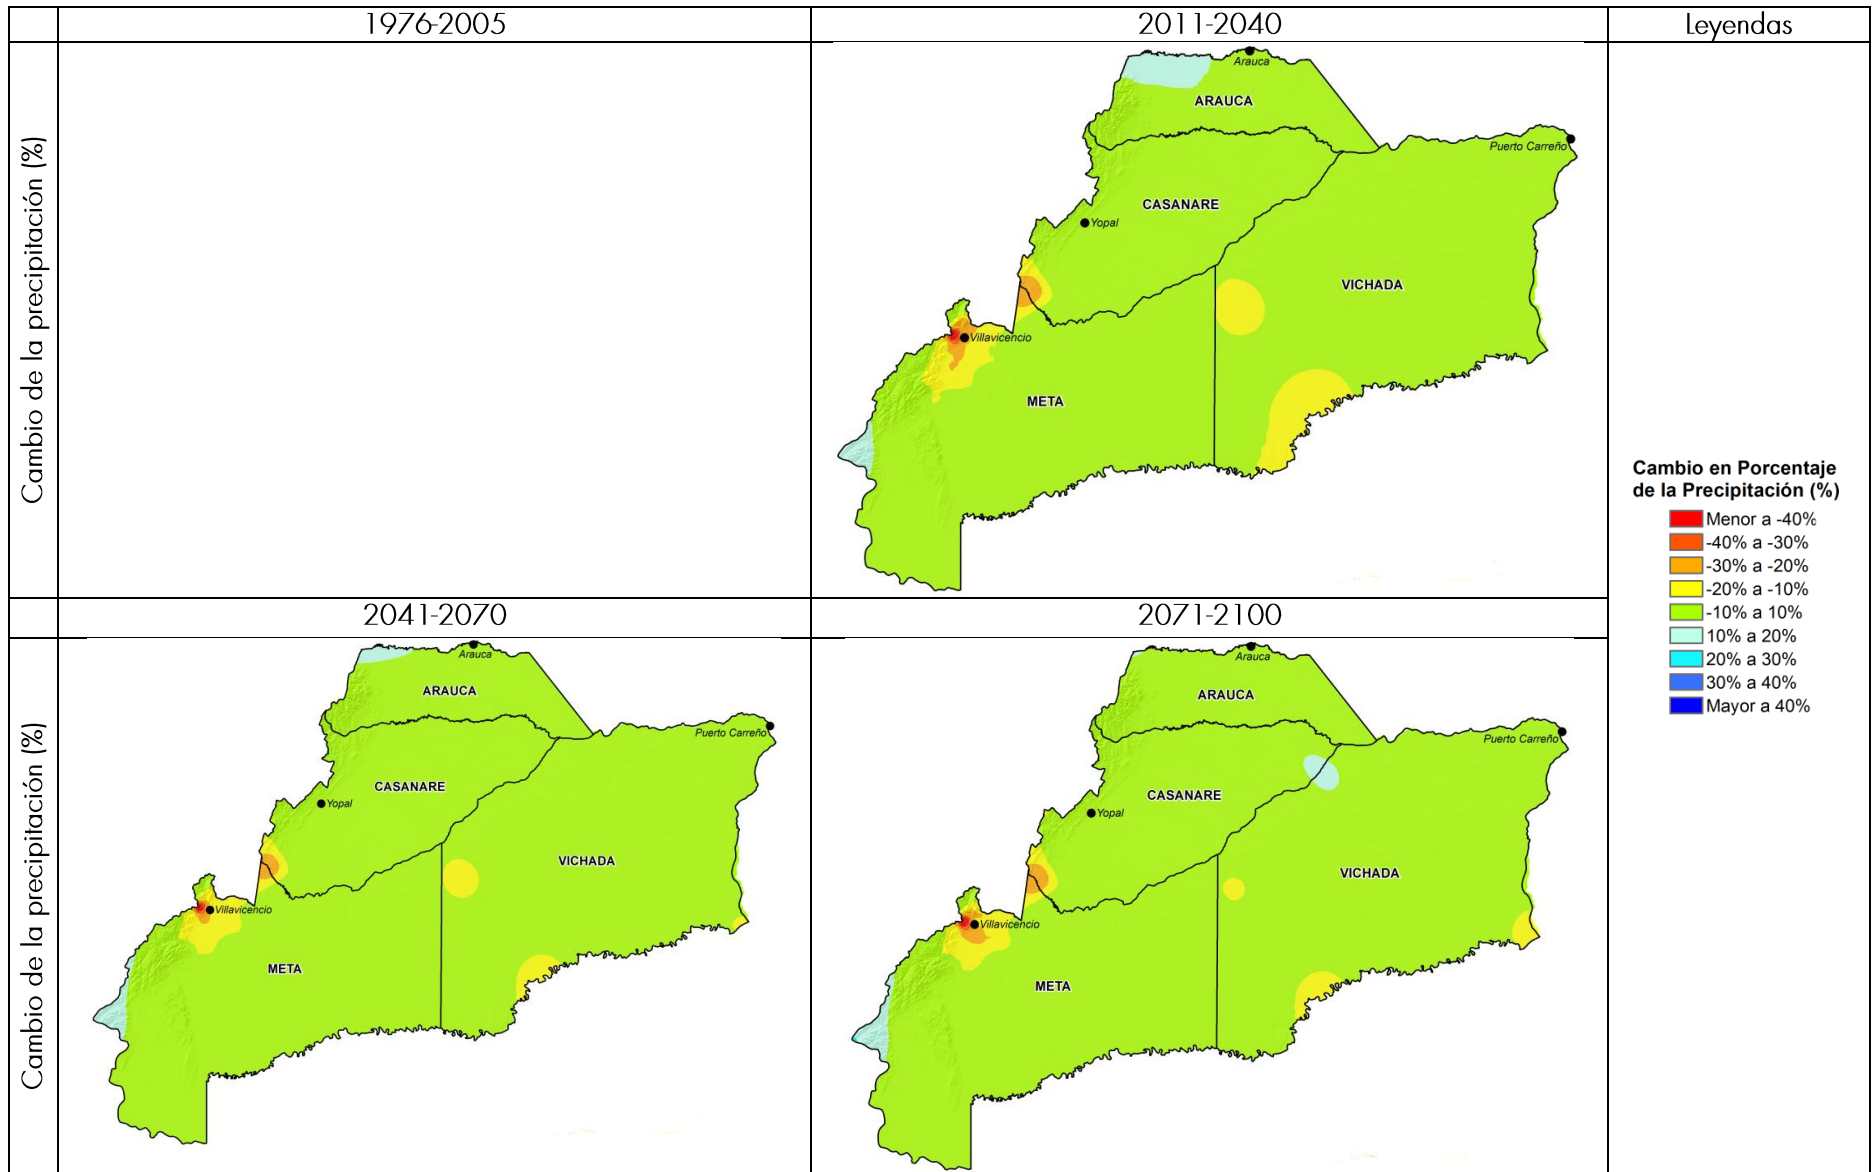 1976-2005
2011-2040
Leyendas
Cambio de la precipitación (%)
Arauca
ARAUCA
Puerto Carreño
CASANARE
Yopal
VICHADA
Villavicencio
META
Cambio en Porcentaje
de la Precipitación (%)
Menor a -40%
-40% a -30%
-30% a -20%
-20% a -10%
-10% a 10%
10% a 20%
20% a 30%
30% a 40%
Mayor a 40%
2041-2070
2071-2100
Cambio de la precipitación (%)
Arauca
ARAUCA
Puerto Carreño
CASANARE
Yopal
VICHADA
Villavicencio
META
Arauca
ARAUCA
Puerto Carreño
CASANARE
Yopal
VICHADA
Villavicencio
META